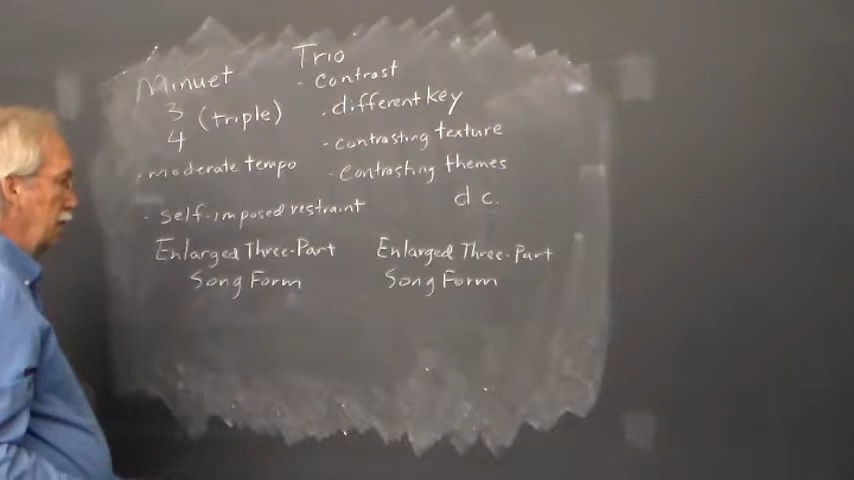 Minuet
3
4 (triple)
· moderate tempo
· self-imposed restraint
Enlarged Three-Part
Song Form
Trio
- contrast
· different key
- contrasting texture
- contrasting themes
d c.
Enlarged Three-Part
Song Form